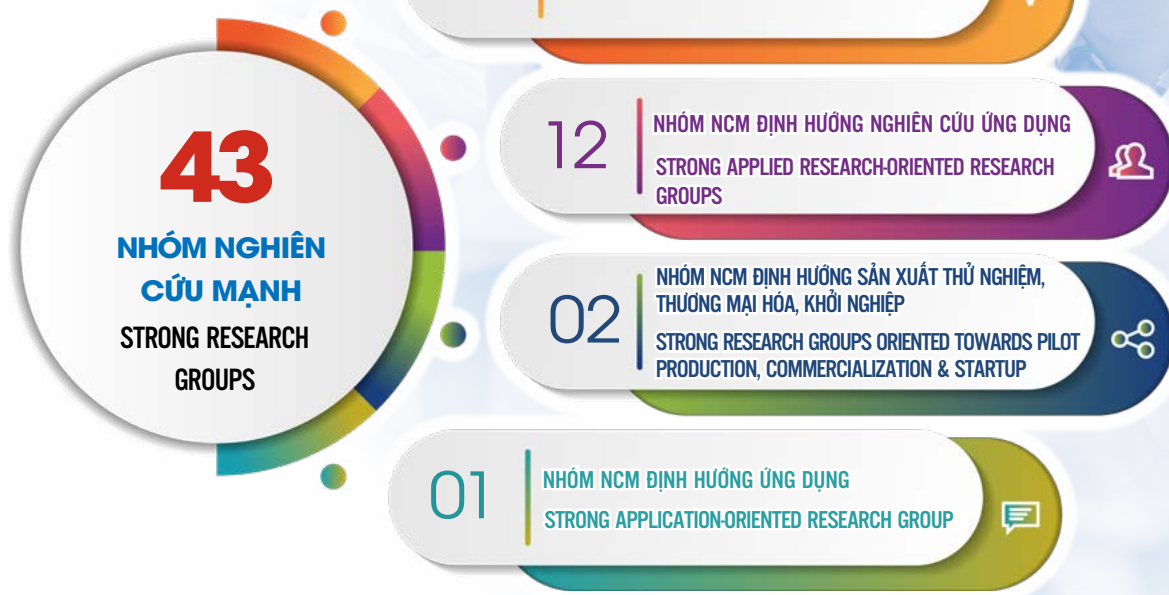 43
NHÓM NGHIÊN
CỨU MẠNH
STRONG RESEARCH
GROUPS
12
NHÓM NCM ĐỊNH HƯỚNG NGHIÊN CỨU ỨNG DỤNG
STRONG APPLIED RESEARCH-ORIENTED RESEARCH
GROUPS
02
NHÓM NCM ĐỊNH HƯỚNG SẢN XUẤT THỬ NGHIỆM,
THƯƠNG MẠI HÓA, KHỞI NGHIỆP
STRONG RESEARCH GROUPS ORIENTED TOWARDS PILOT
PRODUCTION, COMMERCIALIZATION & STARTUP
01
NHÓM NCM ĐỊNH HƯỚNG ỨNG DỤNG
STRONG APPLICATION-ORIENTED RESEARCH GROUP